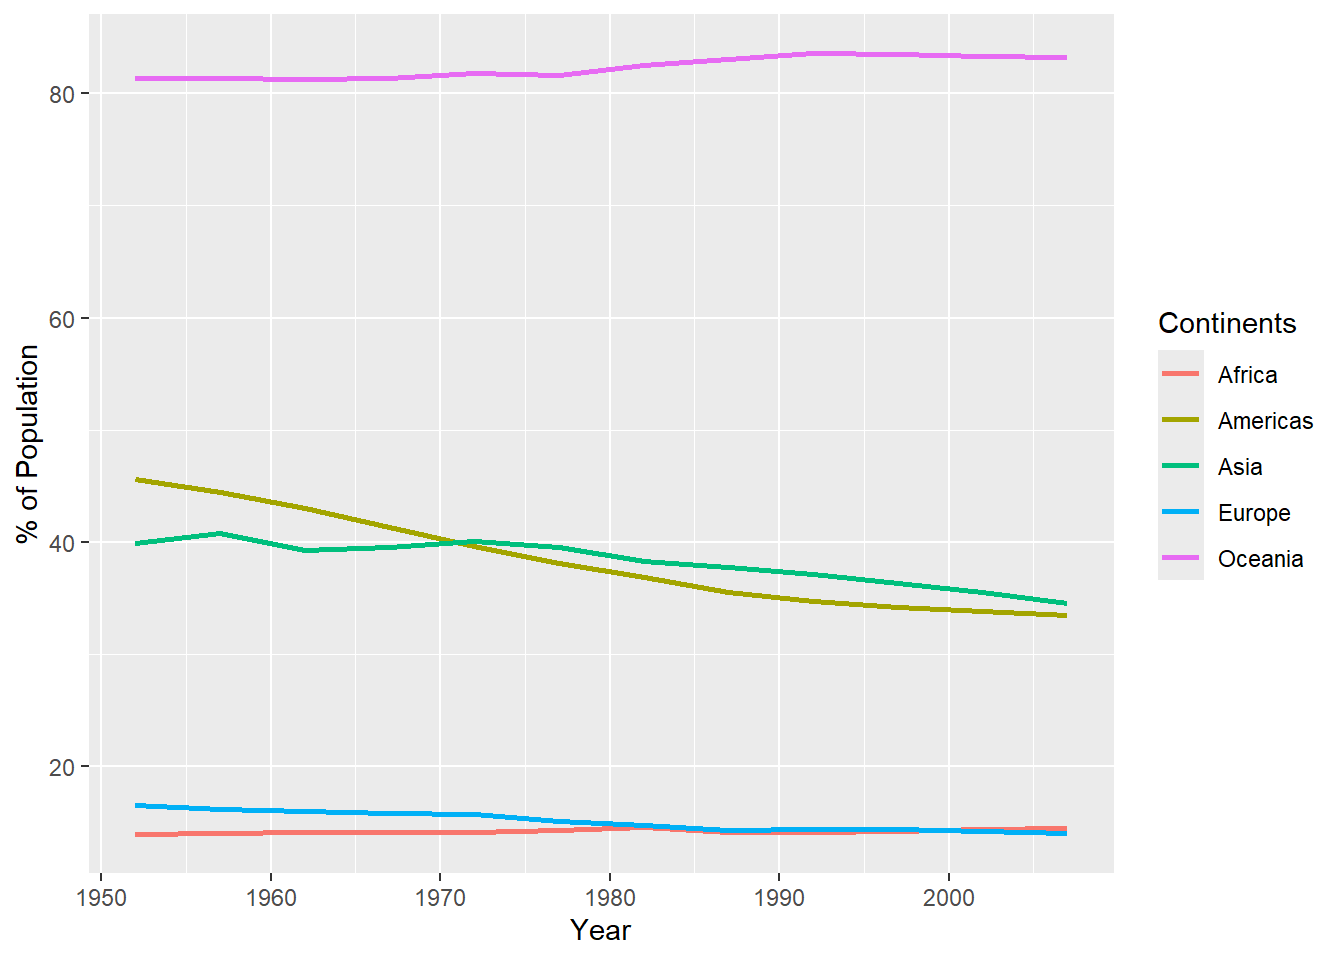 80
60
40
20
% of Population
1950 1960 1970 1980 1990 2000
Year
Continents
Africa
Americas
Asia
Europe
Oceania